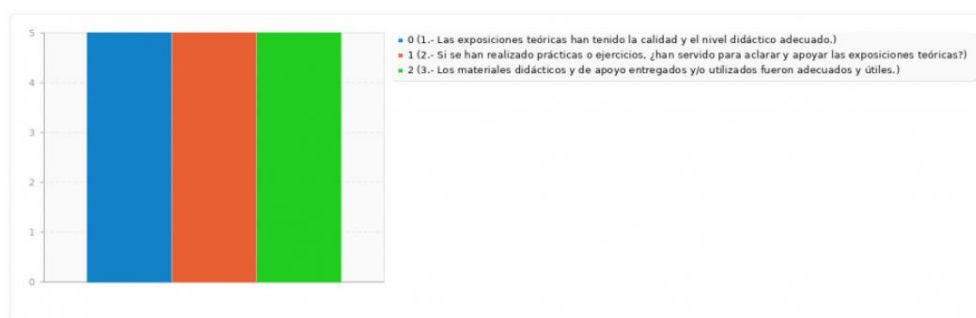 5
4
3
2
1
0
0 (1.- Las exposiciones teóricas han tenido la calidad y el nivel didáctico adecuado.)
1 (2.- Si se han realizado prácticas o ejercicios, ¿han servido para aclarar y apoyar las exposiciones teóricas?)
2 (3.- Los materiales didácticos y de apoyo entregados y/o utilizados fueron adecuados y útiles.)